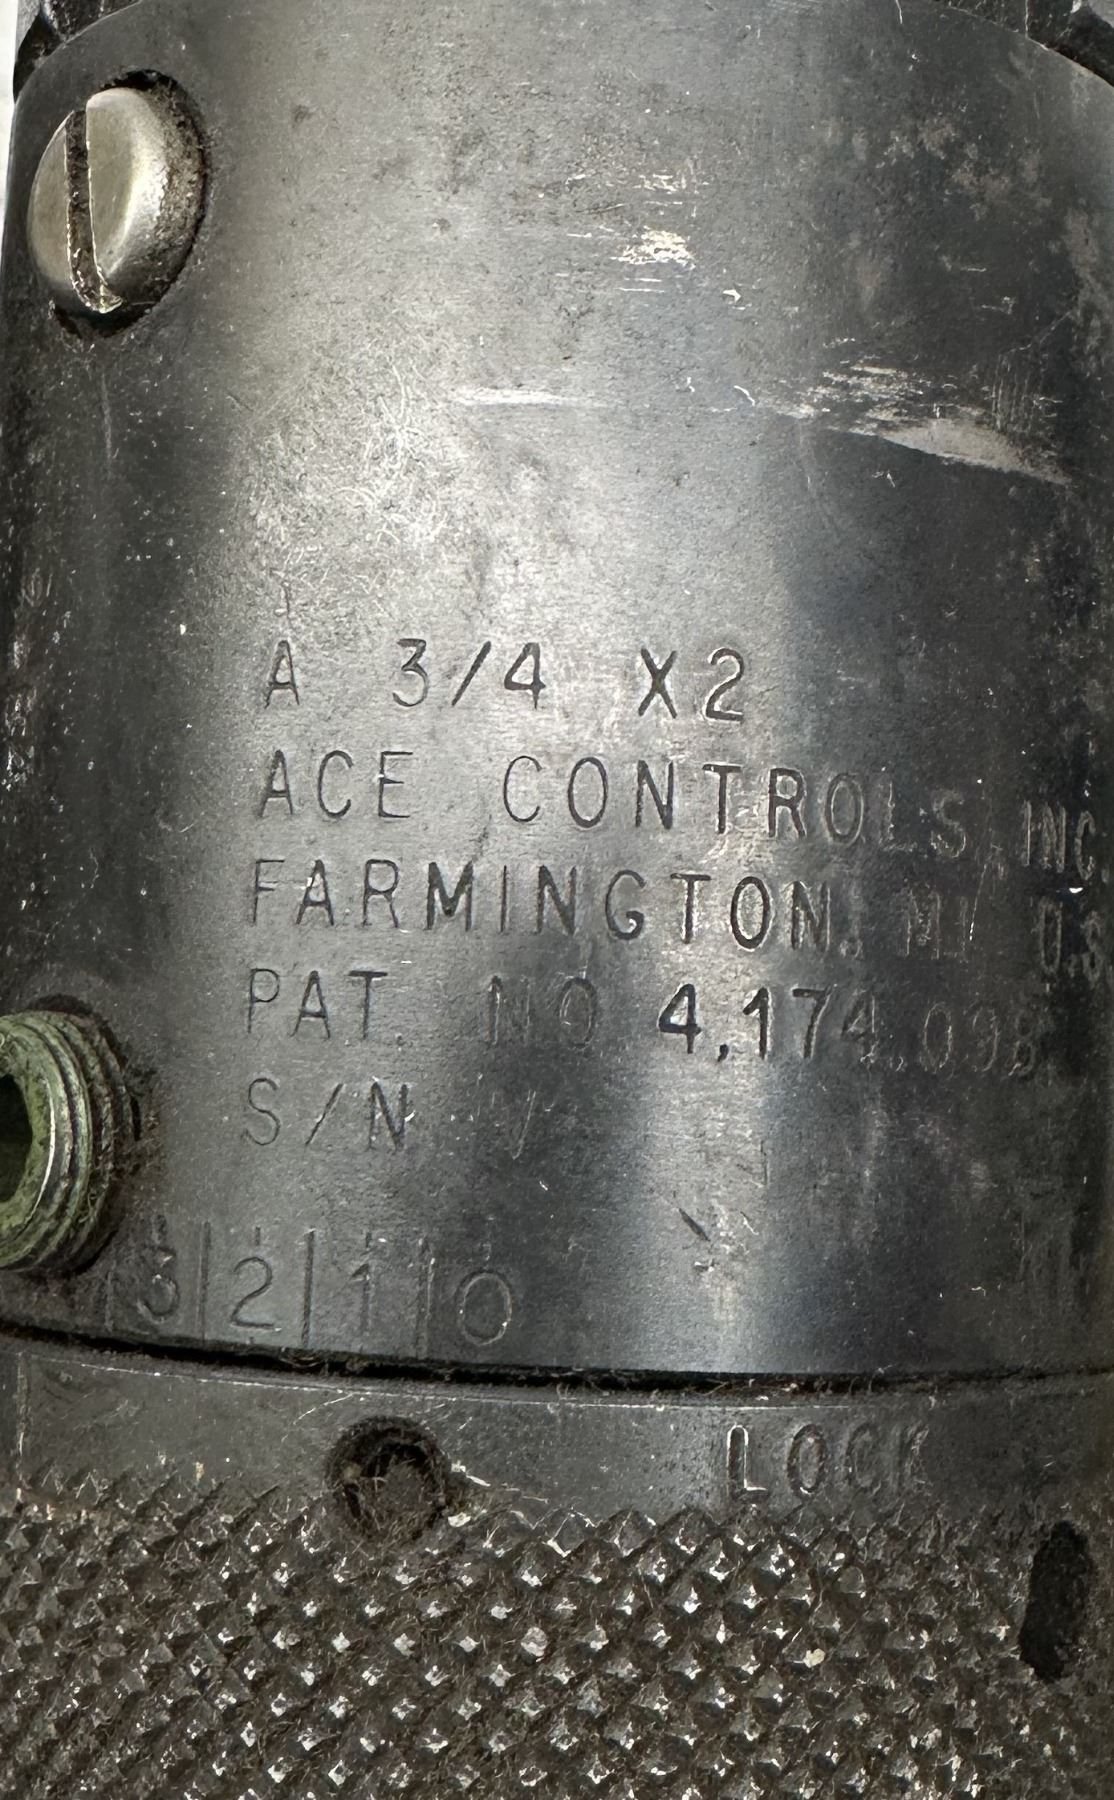 A 3/4 X2
ACE CONTROLS INC.
FARMINGTON, MI U.S
PAT. NO 4,174,098
S/N
3 2 1 0
LOCK